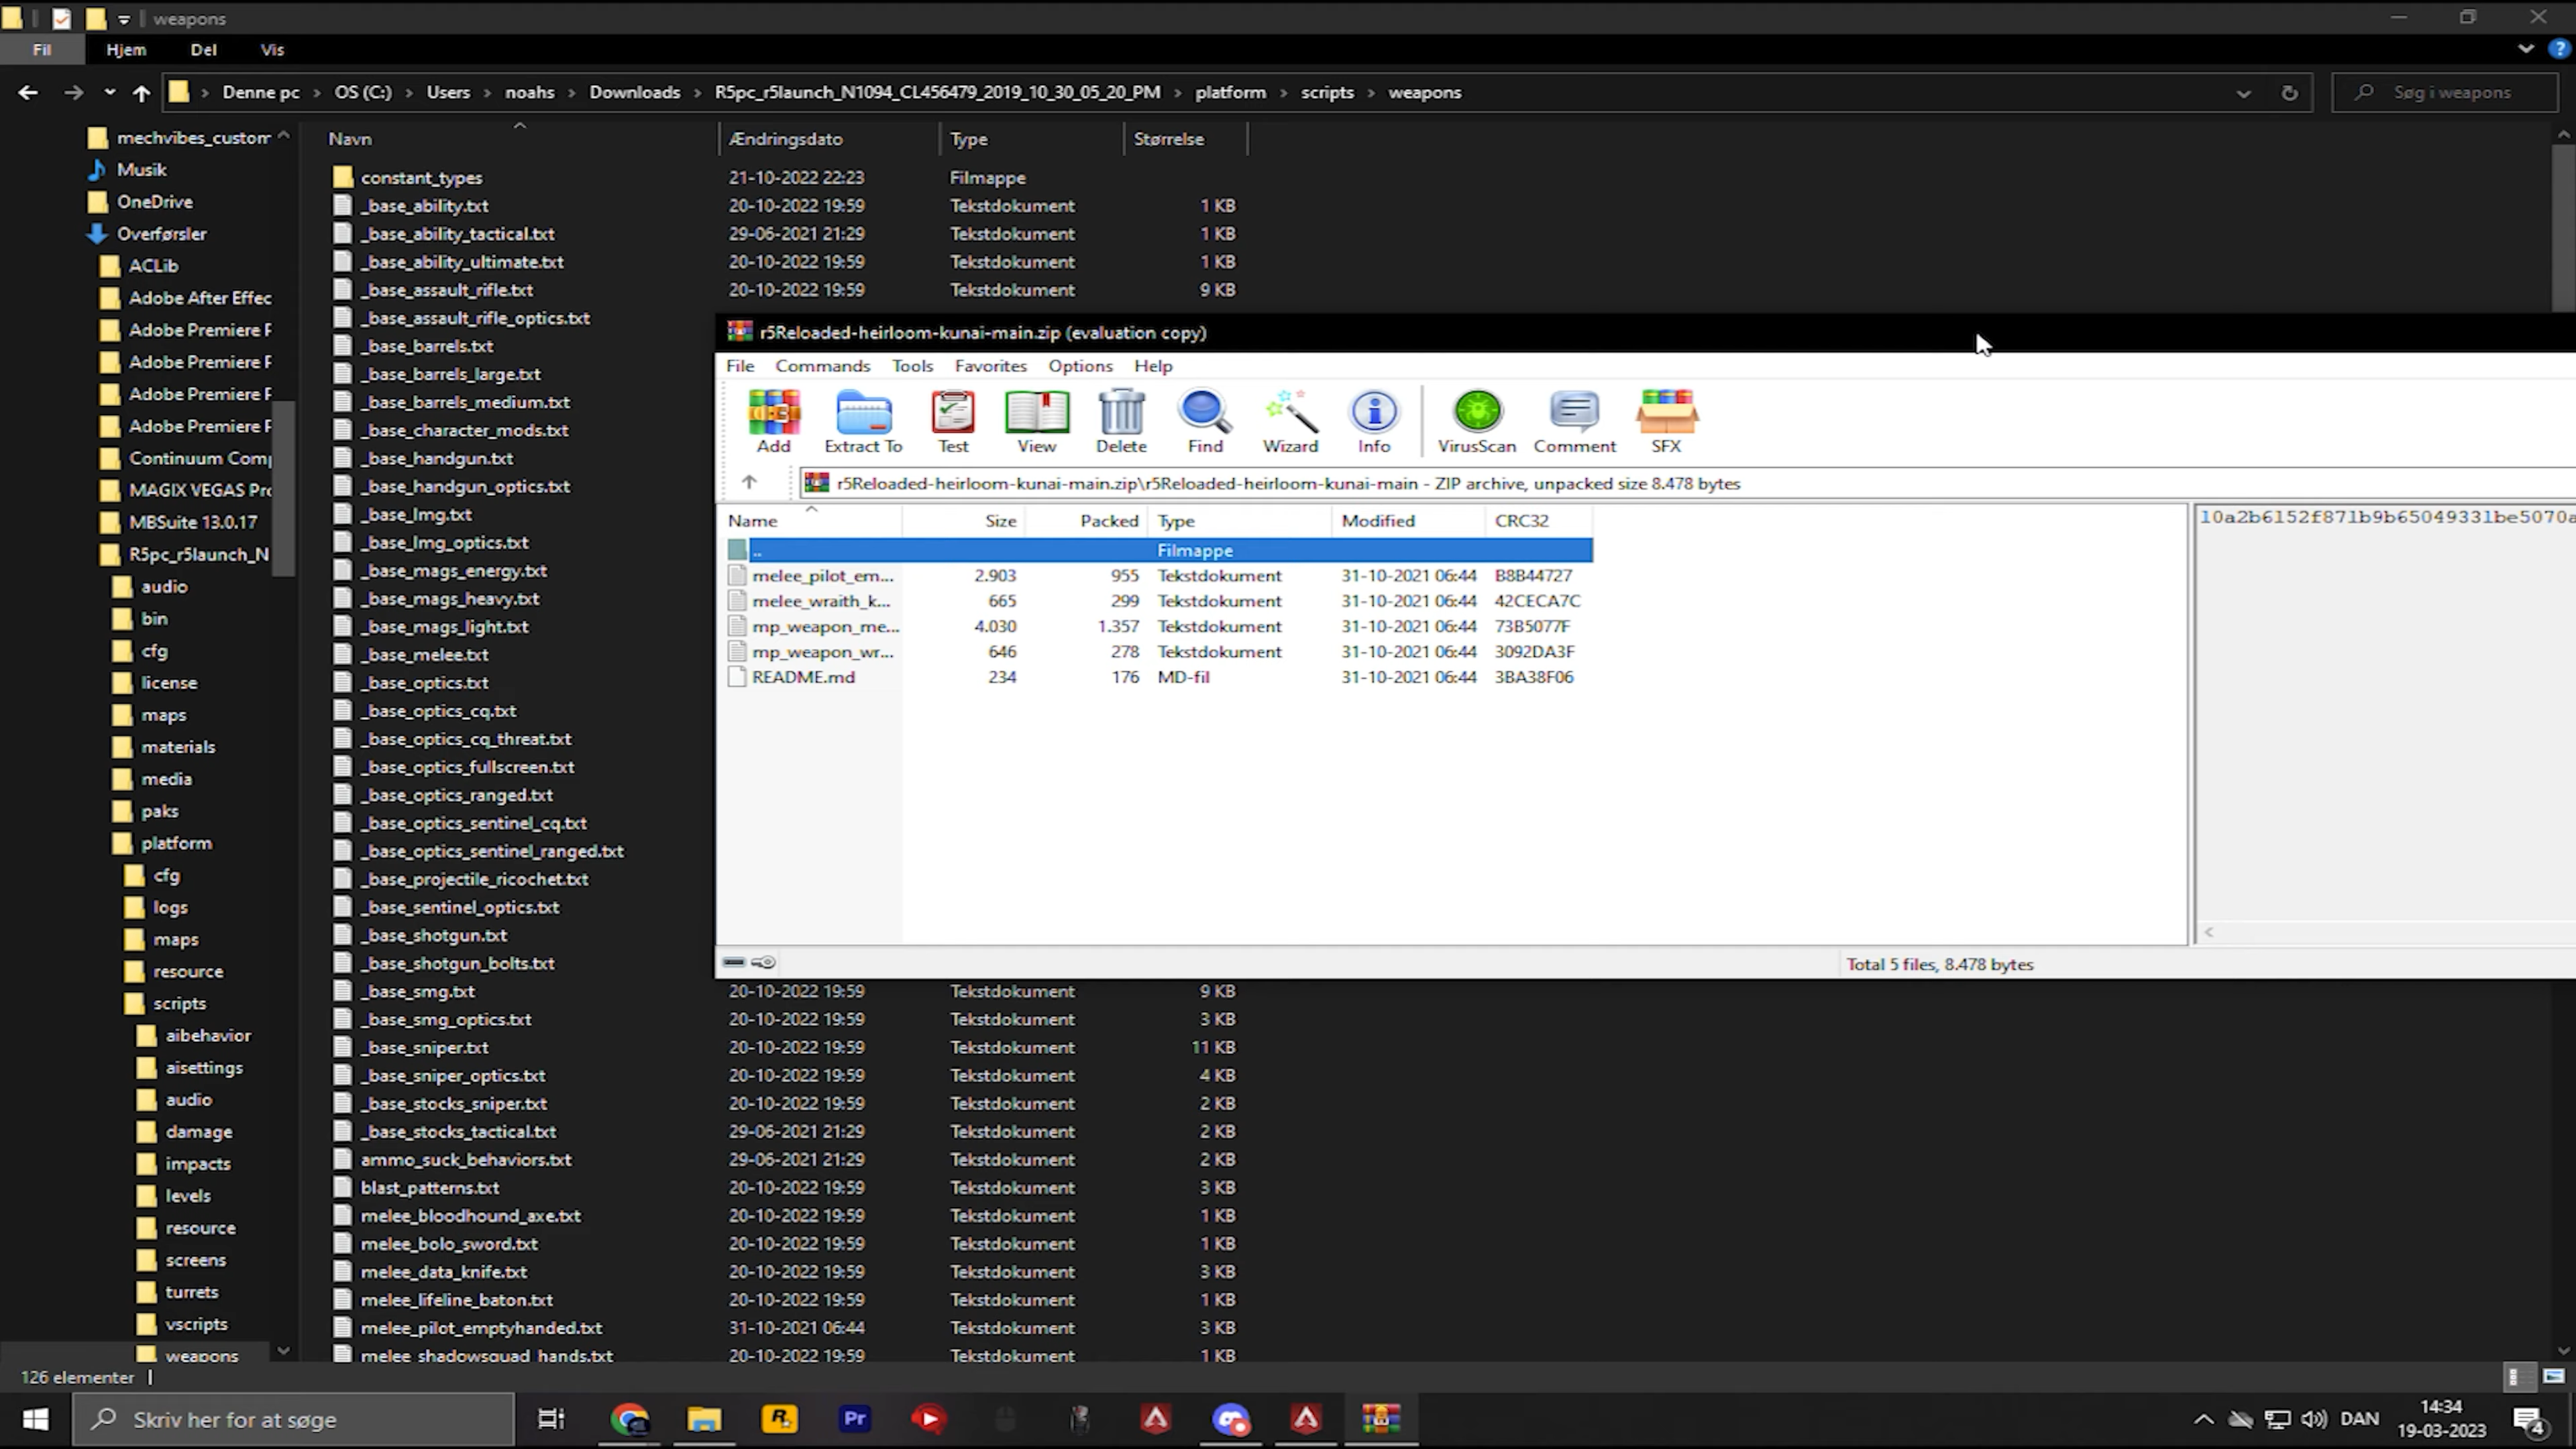 weapons
Fil Hjem Del Vis
Denne pc OS (C:) Users noahs Downloads R5pc_r5launch_N1094_CL456479_2019_10_30_05_20_PM platform scripts weapons
Søg i weapons
mechvibes_custom
Musik
OneDrive
Overførsler
ACLib
Adobe After Effec
Adobe Premiere P
Adobe Premiere P
Adobe Premiere P
Adobe Premiere P
Continuum Comp
MAGIX VEGAS Pro
MBSuite 13.0.17
R5pc_r5launch_N
audio
bin
cfg
license
maps
materials
media
paks
platform
cfg
logs
maps
resource
scripts
aibehavior
aisettings
audio
damage
impacts
levels
resource
screens
turrets
vscripts
weapons
Navn Ændringsdato Type Størrelse
constant_types 21-10-2022 22:23 Filmappe
_base_ability.txt 20-10-2022 19:59 Tekstdokument 1 KB
_base_ability_tactical.txt 29-06-2021 21:29 Tekstdokument 1 KB
_base_ability_ultimate.txt 20-10-2022 19:59 Tekstdokument 1 KB
_base_assault_rifle.txt 20-10-2022 19:59 Tekstdokument 9 KB
_base_assault_rifle_optics.txt
_base_barrels.txt
_base_barrels_large.txt
_base_barrels_medium.txt
_base_character_mods.txt
_base_handgun.txt
_base_handgun_optics.txt
_base_lmg.txt
_base_lmg_optics.txt
_base_mags_energy.txt
_base_mags_heavy.txt
_base_mags_light.txt
_base_melee.txt
_base_optics.txt
_base_optics_cq.txt
_base_optics_cq_threat.txt
_base_optics_fullscreen.txt
_base_optics_ranged.txt
_base_optics_sentinel_cq.txt
_base_optics_sentinel_ranged.txt
_base_projectile_ricochet.txt
_base_sentinel_optics.txt
_base_shotgun.txt
_base_shotgun_bolts.txt
_base_smg.txt 20-10-2022 19:59 Tekstdokument 9 KB
_base_smg_optics.txt 20-10-2022 19:59 Tekstdokument 3 KB
_base_sniper.txt 20-10-2022 19:59 Tekstdokument 11 KB
_base_sniper_optics.txt 20-10-2022 19:59 Tekstdokument 4 KB
_base_stocks_sniper.txt 20-10-2022 19:59 Tekstdokument 2 KB
_base_stocks_tactical.txt 29-06-2021 21:29 Tekstdokument 2 KB
ammo_suck_behaviors.txt 29-06-2021 21:29 Tekstdokument 2 KB
blast_patterns.txt 20-10-2022 19:59 Tekstdokument 3 KB
melee_bloodhound_axe.txt 20-10-2022 19:59 Tekstdokument 1 KB
melee_bolo_sword.txt 20-10-2022 19:59 Tekstdokument 1 KB
melee_data_knife.txt 20-10-2022 19:59 Tekstdokument 3 KB
melee_lifeline_baton.txt 20-10-2022 19:59 Tekstdokument 1 KB
melee_pilot_emptyhanded.txt 31-10-2021 06:44 Tekstdokument 3 KB
melee_shadowsquad_hands.txt 20-10-2022 19:59 Tekstdokument 1 KB
r5Reloaded-heirloom-kunai-main.zip (evaluation copy)
File Commands Tools Favorites Options Help
Add Extract To Test View Delete Find Wizard Info VirusScan Comment SFX
r5Reloaded-heirloom-kunai-main.zip\r5Reloaded-heirloom-kunai-main - ZIP archive, unpacked size 8.478 bytes
Name Size Packed Type Modified CRC32
.. Filmappe
melee_pilot_em... 2.903 955 Tekstdokument 31-10-2021 06:44 B8B44727
melee_wraith_k... 665 299 Tekstdokument 31-10-2021 06:44 42CECA7C
mp_weapon_me... 4.030 1.357 Tekstdokument 31-10-2021 06:44 73B5077F
mp_weapon_wr... 646 278 Tekstdokument 31-10-2021 06:44 3092DA3F
README.md 234 176 MD-fil 31-10-2021 06:44 3BA38F06
10a2b6152f871b9b65049331be5070a
Total 5 files, 8.478 bytes
126 elementer
Skriv her for at søge
Pr
DAN
14:34
19-03-2023
4